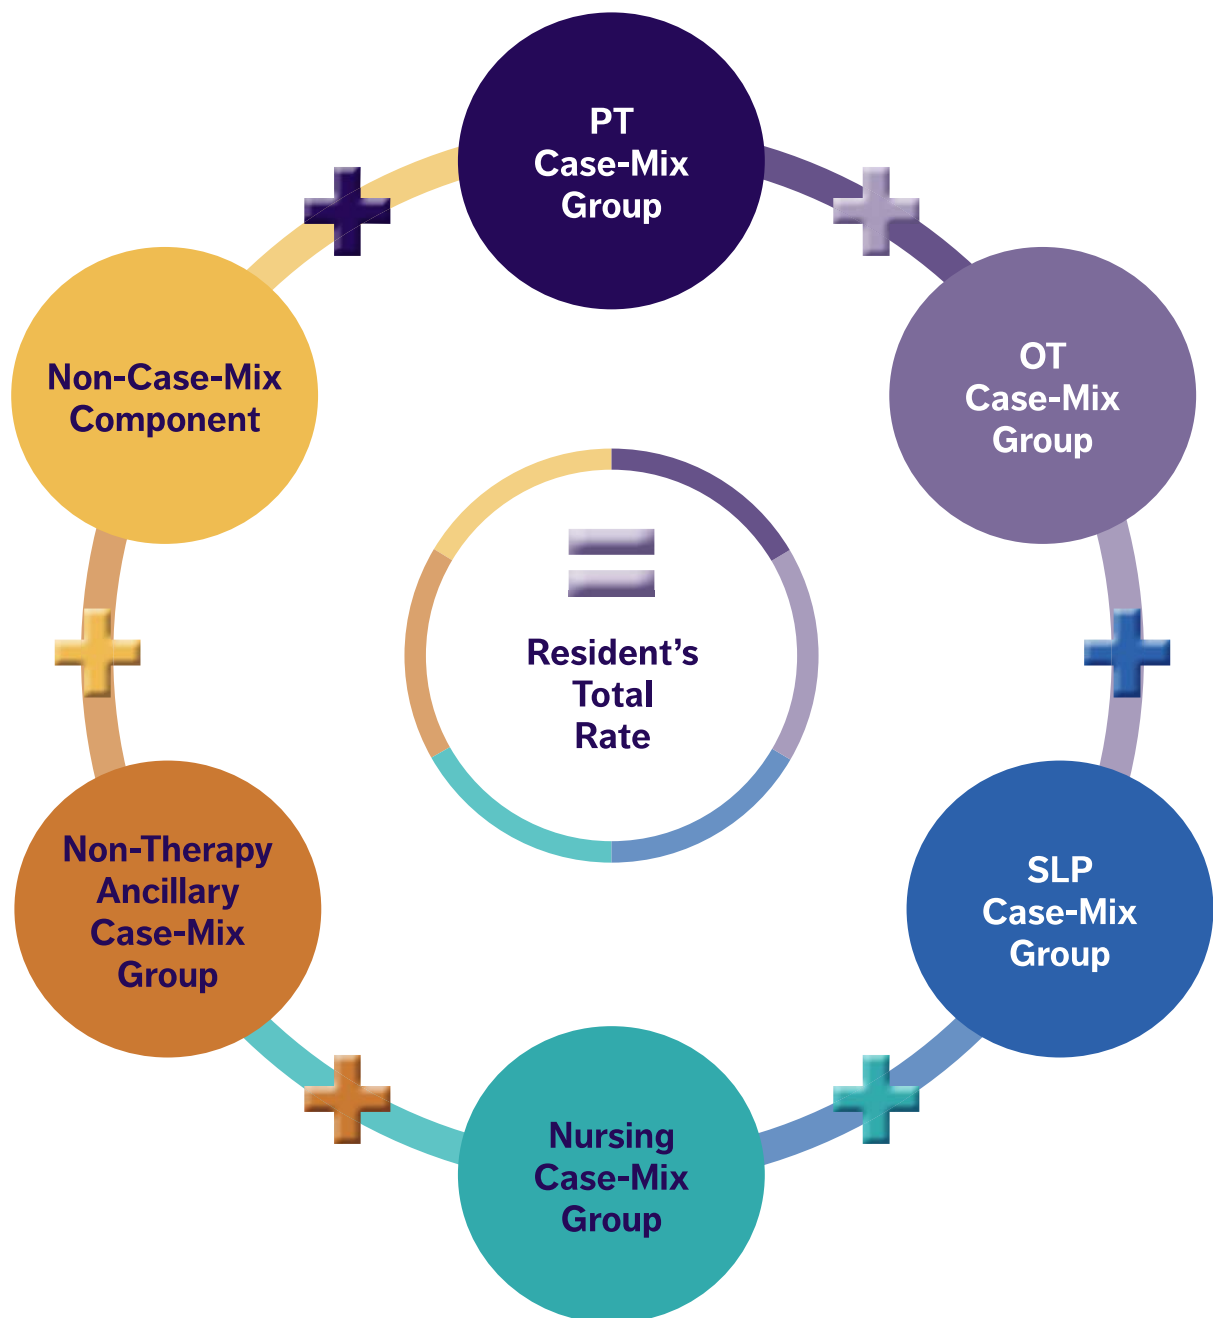 PT
Case-Mix
Group
OT
Case-Mix
Group
SLP
Case-Mix
Group
Nursing
Case-Mix
Group
Non-Therapy
Ancillary
Case-Mix
Group
Non-Case-Mix
Component
=
Resident’s
Total
Rate